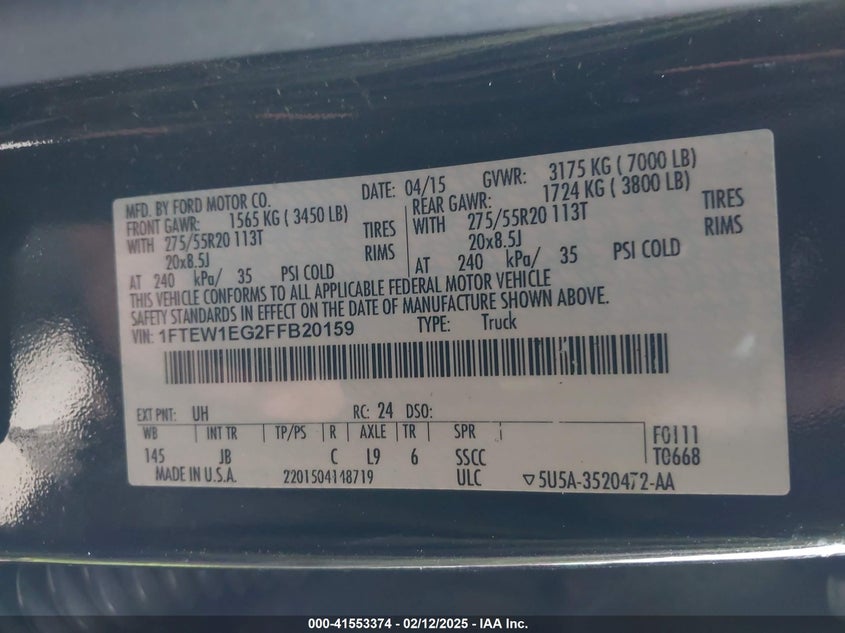 MFD. BY FORD MOTOR CO. DATE: 04/15 GVWR: 3175 KG ( 7000 LB)
FRONT GAWR: 1565 KG ( 3450 LB) REAR GAWR: 1724 KG ( 3800 LB)
WITH 275/55R20 113T TIRES WITH 275/55R20 113T TIRES
20x8.5J RIMS 20x8.5J RIMS
AT 240 kPa/ 35 PSI COLD AT 240 kPa/ 35 PSI COLD
THIS VEHICLE CONFORMS TO ALL APPLICABLE FEDERAL MOTOR VEHICLE
SAFETY STANDARDS IN EFFECT ON THE DATE OF MANUFACTURE SHOWN ABOVE.
VIN: 1FTEW1EG2FFB20159 TYPE: Truck
EXT PNT: UH RC: 24 DSO:
WB INT TR TP/PS R AXLE TR SPR F0111
145 JB C L9 6 SSCC T0668
MADE IN U.S.A. 2201504148719 ULC ▽5U5A-3520472-AA
000-41553374 — 02/12/2025 — IAA Inc.